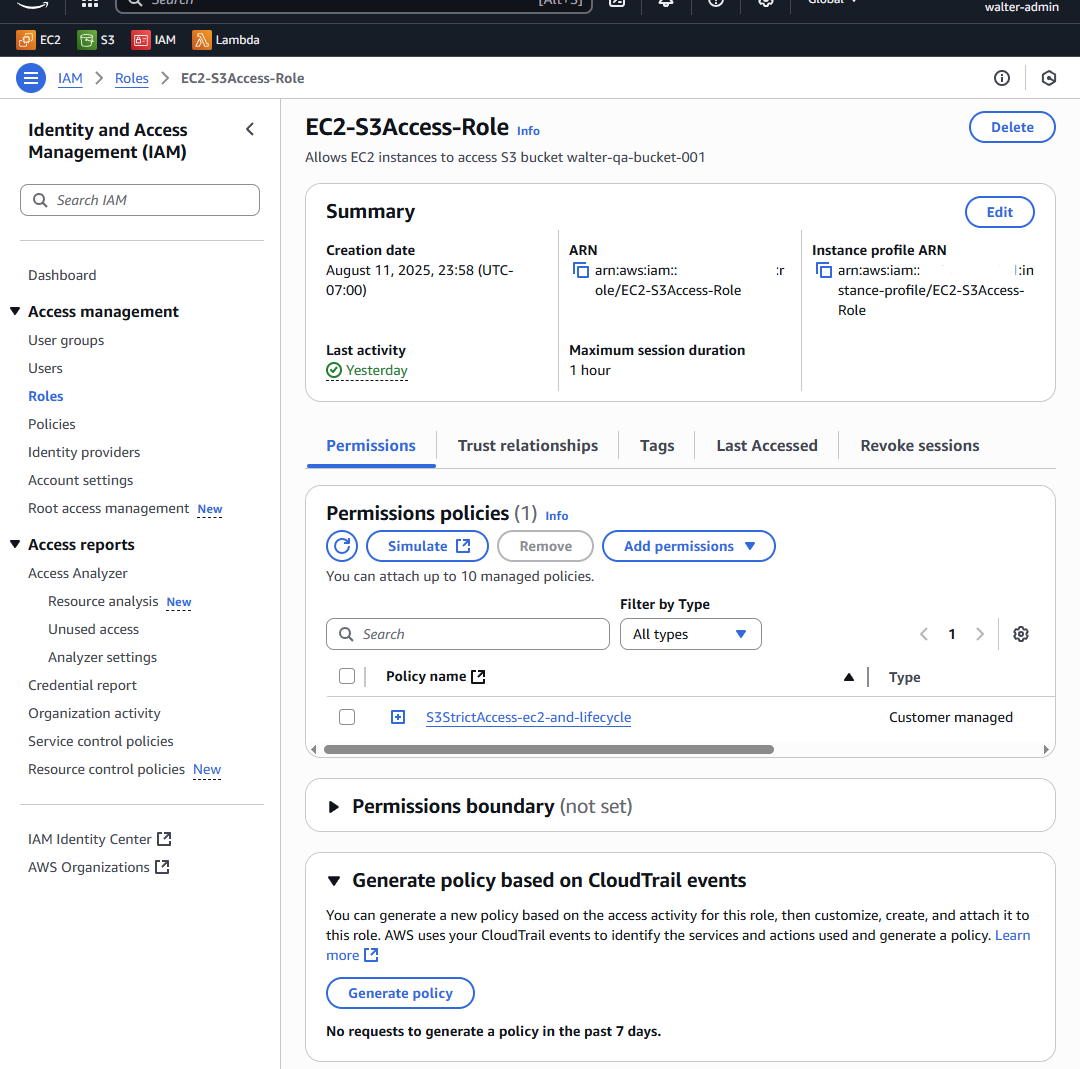 Search [Alt+S] Global
walter-admin
EC2 S3 IAM Lambda
IAM Roles EC2-S3Access-Role
Identity and Access
Management (IAM)
Search IAM
Dashboard
Access management
User groups
Users
Roles
Policies
Identity providers
Account settings
Root access management New
Access reports
Access Analyzer
Resource analysis New
Unused access
Analyzer settings
Credential report
Organization activity
Service control policies
Resource control policies New
IAM Identity Center
AWS Organizations
EC2-S3Access-Role Info
Delete
Allows EC2 instances to access S3 bucket walter-qa-bucket-001
Summary
Edit
Creation date
August 11, 2025, 23:58 (UTC-
07:00)
ARN
arn:aws:iam:: :r
ole/EC2-S3Access-Role
Instance profile ARN
arn:aws:iam:: :in
stance-profile/EC2-S3Access-
Role
Last activity
Yesterday
Maximum session duration
1 hour
Permissions Trust relationships Tags Last Accessed Revoke sessions
Permissions policies (1) Info
Simulate Remove Add permissions
You can attach up to 10 managed policies.
Filter by Type
Search All types 1
Policy name Type
S3StrictAccess-ec2-and-lifecycle Customer managed
Permissions boundary (not set)
Generate policy based on CloudTrail events
You can generate a new policy based on the access activity for this role, then customize, create, and attach it to
this role. AWS uses your CloudTrail events to identify the services and actions used and generate a policy. Learn
more
Generate policy
No requests to generate a policy in the past 7 days.